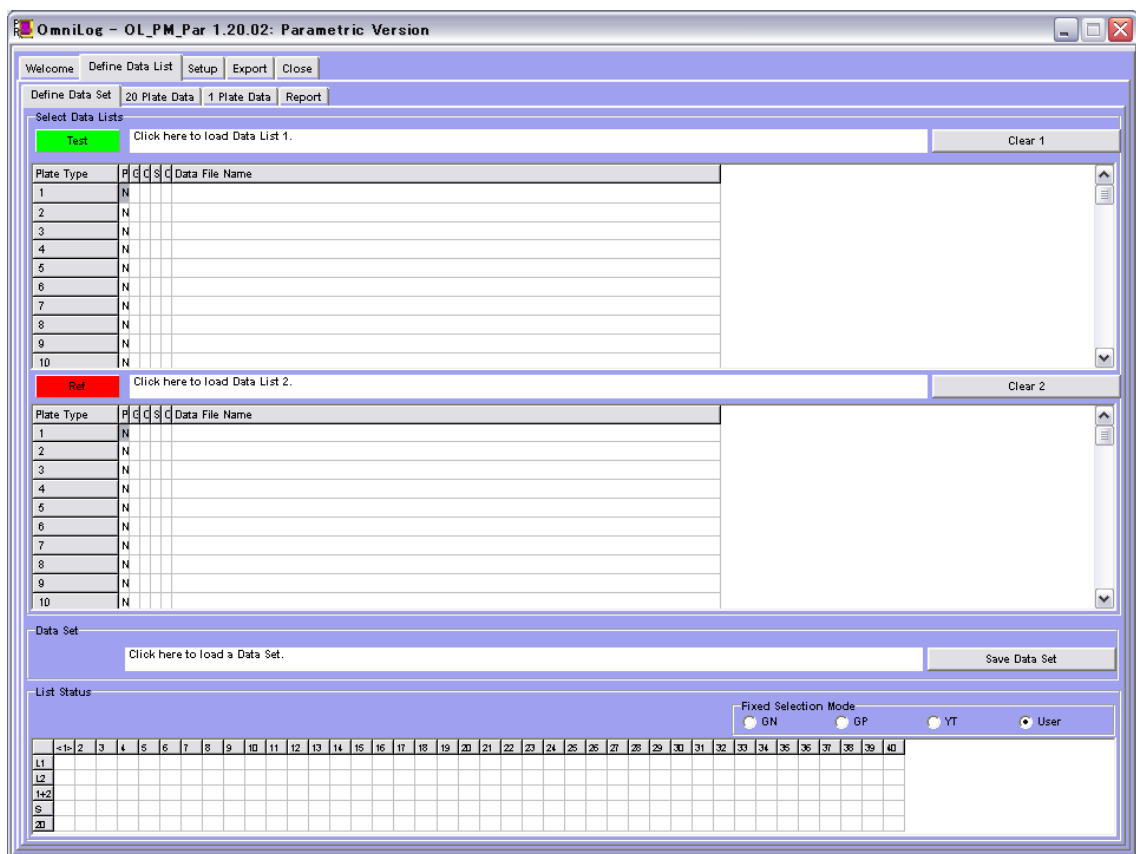 OmniLog - OL_PM_Par 1.20.02: Parametric Version
Welcome Define Data List Setup Export Close
Define Data Set 20 Plate Data 1 Plate Data Report
Select Data Lists
Test Click here to load Data List 1. Clear 1
Plate Type P G C S C Data File Name
1 N
2 N
3 N
4 N
5 N
6 N
7 N
8 N
9 N
10 N
Ref Click here to load Data List 2. Clear 2
Plate Type P G C S C Data File Name
1 N
2 N
3 N
4 N
5 N
6 N
7 N
8 N
9 N
10 N
Data Set
Click here to load a Data Set. Save Data Set
List Status
Fixed Selection Mode
GN GP YT User
<1> 2 3 4 5 6 7 8 9 10 11 12 13 14 15 16 17 18 19 20 21 22 23 24 25 26 27 28 29 30 31 32 33 34 35 36 37 38 39 40
L1
L2
1+2
S
20